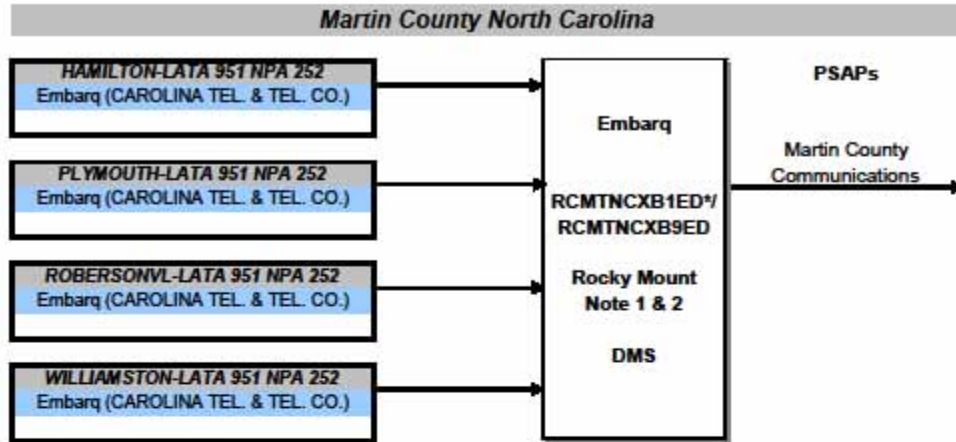 Martin County North Carolina
HAMILTON-LATA 951 NPA 252
Embarq (CAROLINA TEL. & TEL. CO.)
PLYMOUTH-LATA 951 NPA 252
Embarq (CAROLINA TEL. & TEL. CO.)
ROBERSONVL-LATA 951 NPA 252
Embarq (CAROLINA TEL. & TEL. CO.)
WILLIAMSTON-LATA 951 NPA 252
Embarq (CAROLINA TEL. & TEL. CO.)
Embarq
RCMTNCXB1ED*/
RCMTNCXB9ED
Rocky Mount
Note 1 & 2
DMS
PSAPs
Martin County
Communications